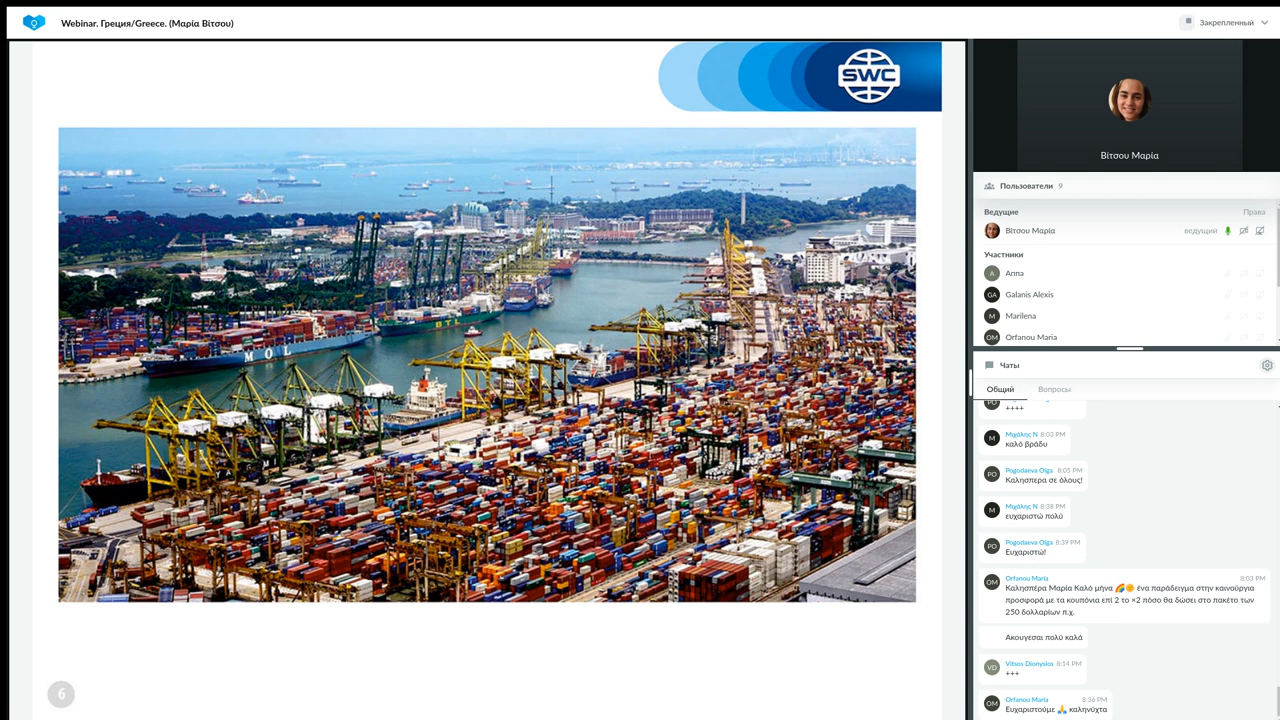 Webinar. Греция/Greece. (Μαρία Βίτσου)
Закрепленный
SWC
MOL
BTL
6
Βίτσου Μαρία
Пользователи 9
Ведущие Права
Βίτσου Μαρία ведущий
Участники
A Anna
GA Galanis Alexis
M Marilena
OM Orfanou Maria
Чаты
Общий Вопросы
++++
M Μιχάλης Ν 8:03 PM
καλό βράδυ
PO Pogodaeva Olga 8:05 PM
Καλησπερα σε όλους!
M Μιχάλης Ν 8:38 PM
ευχαριστώ πολύ
PO Pogodaeva Olga 8:39 PM
Ευχαριστώ!
OM Orfanou Maria 8:03 PM
Καλησπέρα Μαρία Καλό μήνα 🌈🌞 ένα παράδειγμα στην καινούργια
προσφορά με τα κουπόνια επί 2 το ×2 πόσο θα δώσει στο πακέτο των
250 δολλαρίων π.χ.
Ακουγεσαι πολύ καλά
VD Vitsos Dionysios 8:14 PM
+++
OM Orfanou Maria 8:36 PM
Ευχαριστούμε 🙏 καληνύχτα